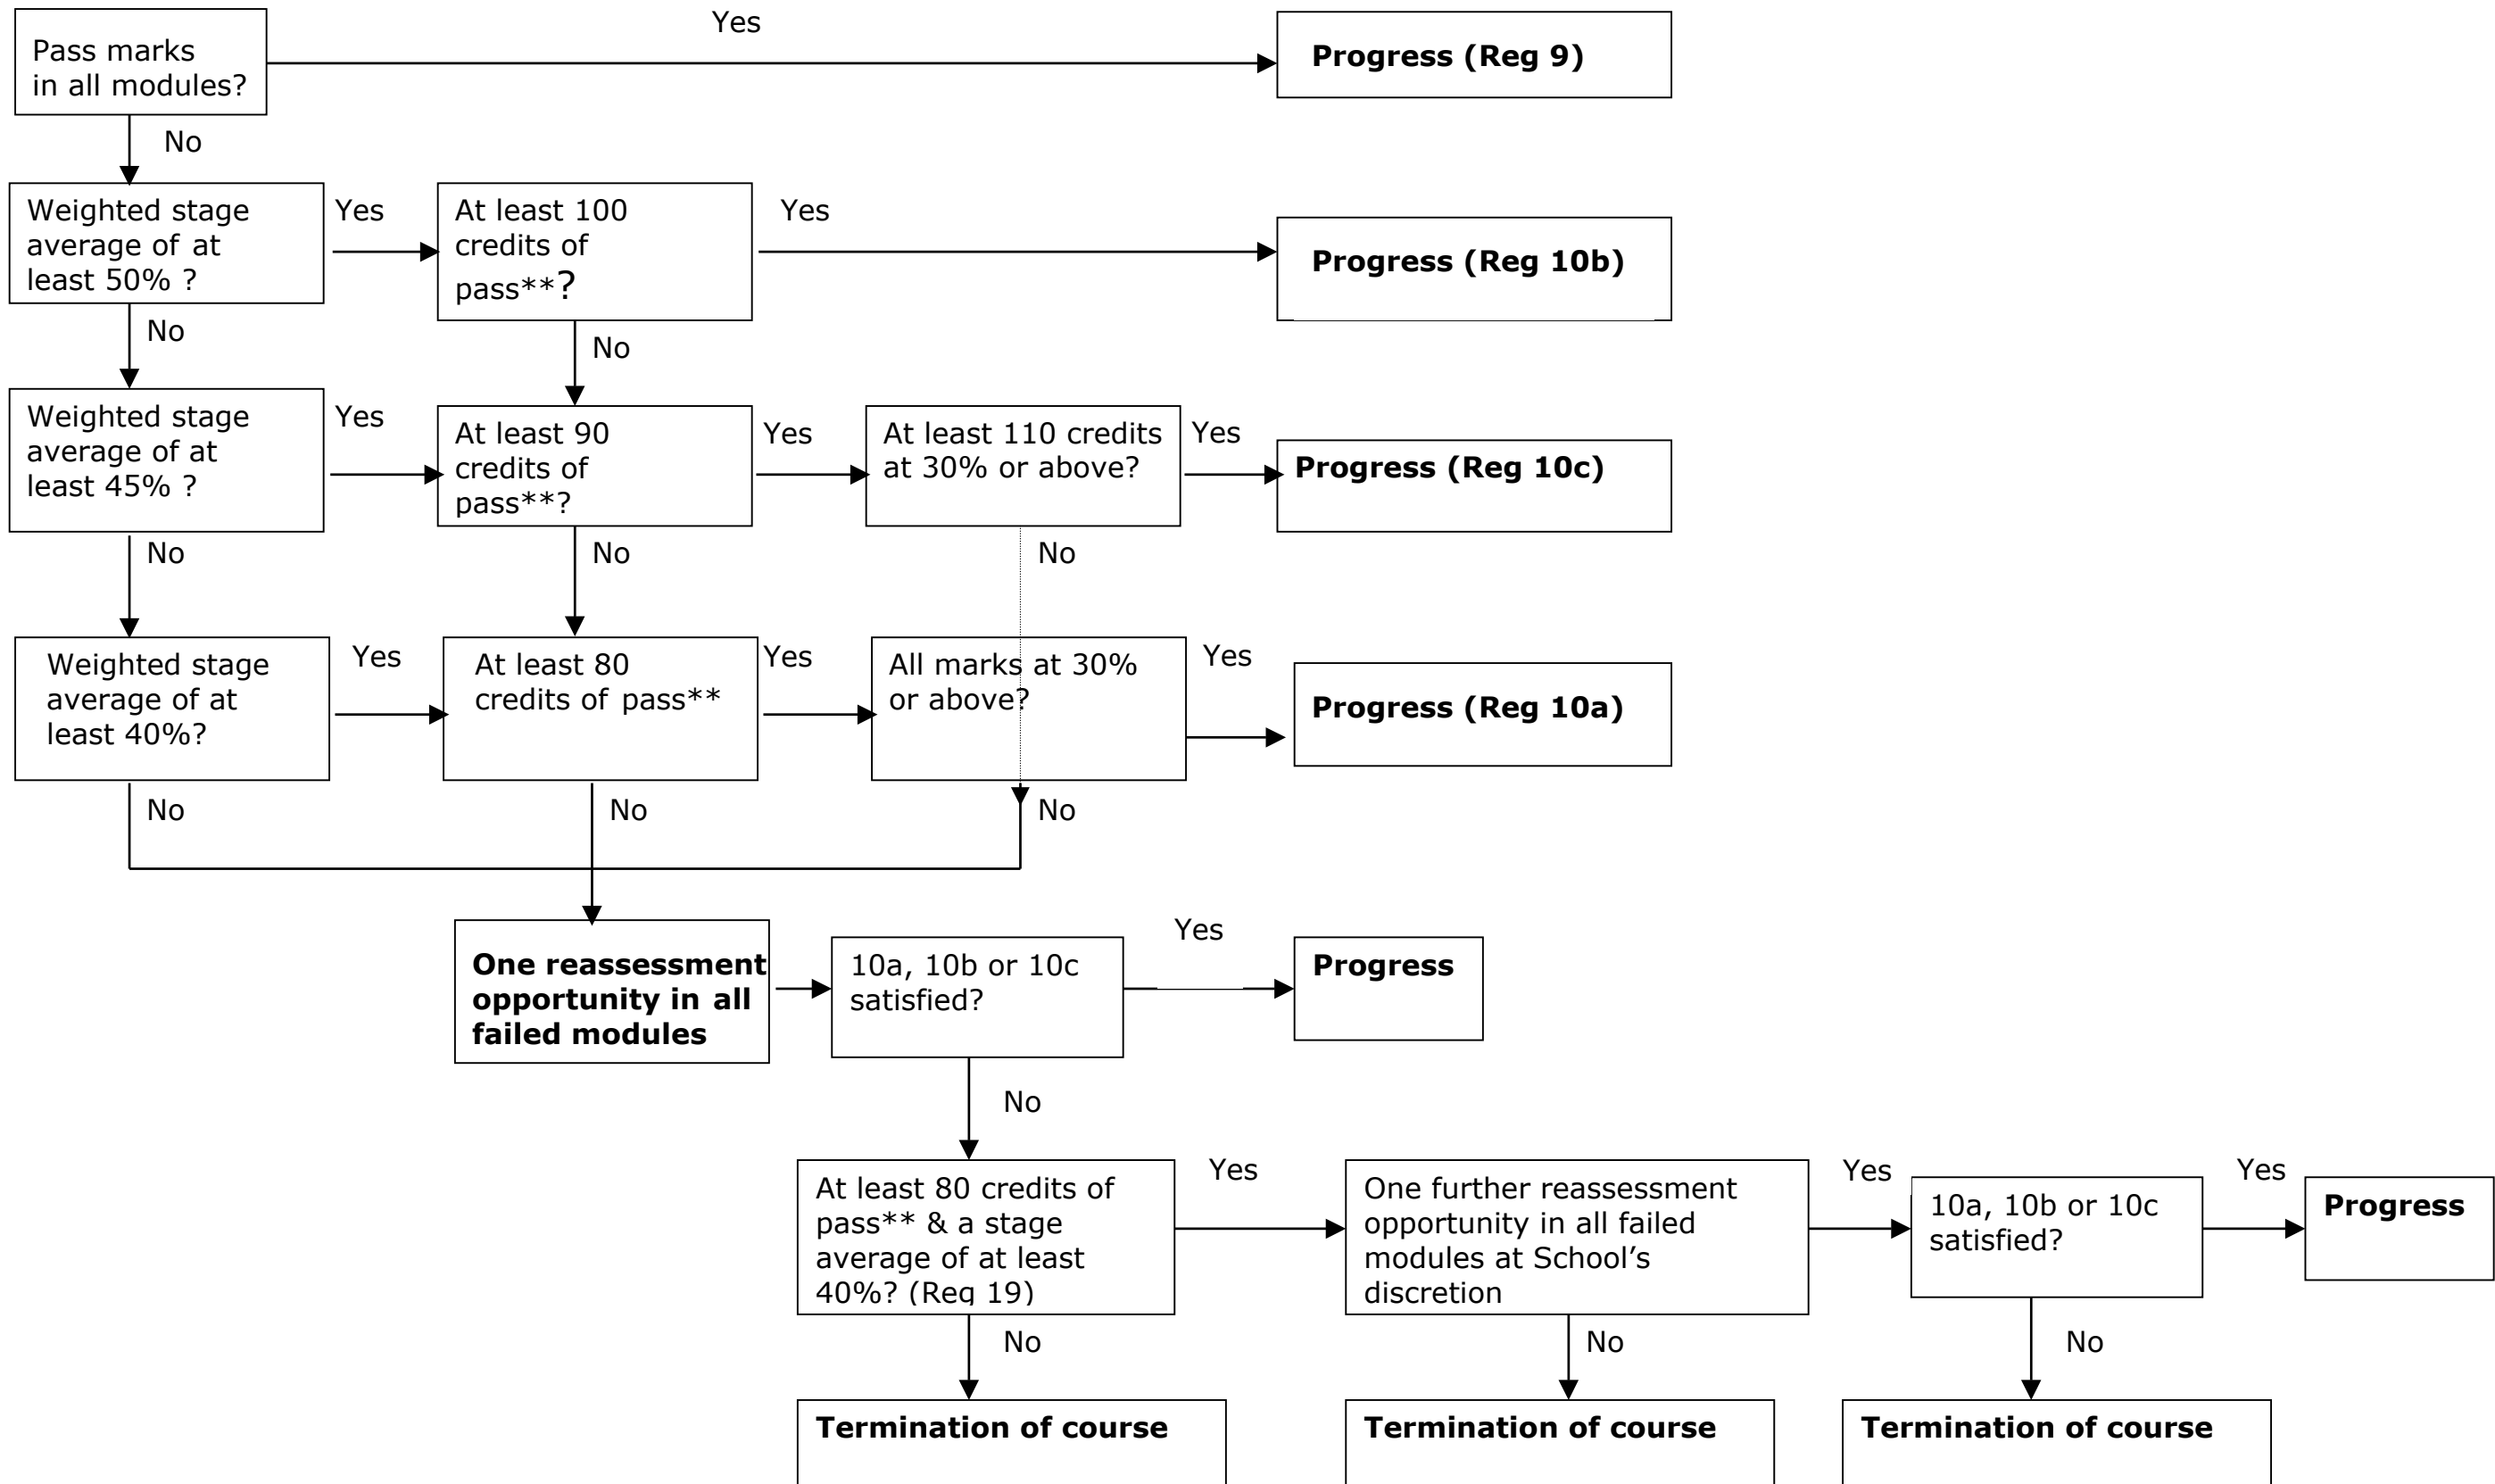 Yes
Pass marks
in all modules?
Progress (Reg 9)
No
Weighted stage
average of at
least 50% ?
Yes
At least 100
credits of
pass**?
Yes
Progress (Reg 10b)
No
No
Weighted stage
average of at
least 45% ?
Yes
At least 90
credits of
pass**?
Yes
At least 110 credits
at 30% or above?
Yes
Progress (Reg 10c)
No
No
No
Weighted stage
average of at
least 40%?
Yes
At least 80
credits of pass**
Yes
All marks at 30%
or above?
Yes
Progress (Reg 10a)
No
No
No
One reassessment
opportunity in all
failed modules
10a, 10b or 10c
satisfied?
Yes
Progress
No
At least 80 credits of
pass** & a stage
average of at least
40%? (Reg 19)
Yes
One further reassessment
opportunity in all failed
modules at School’s
discretion
Yes
10a, 10b or 10c
satisfied?
Yes
Progress
No
No
No
Termination of course
Termination of course
Termination of course